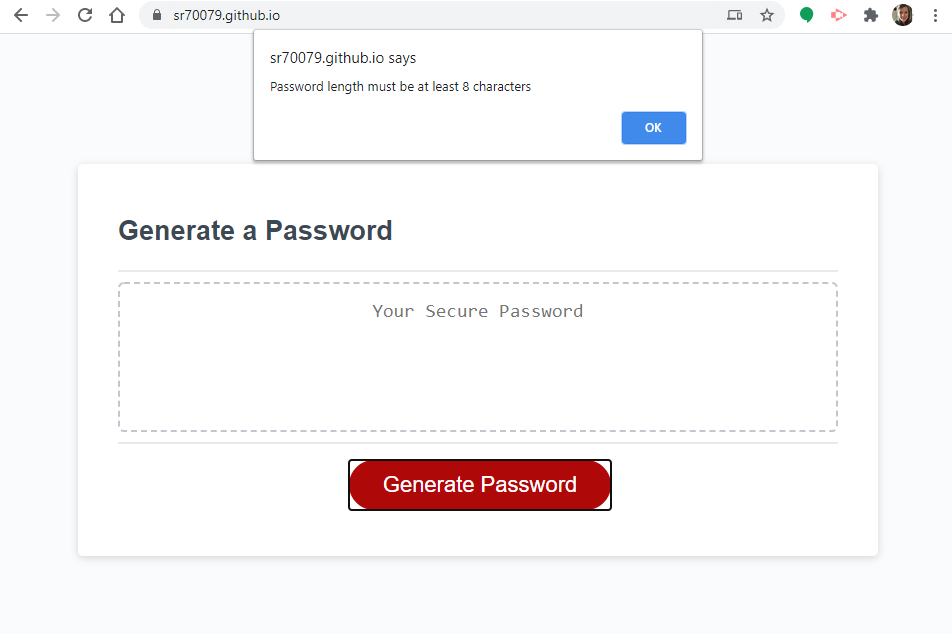 sr70079.github.io
sr70079.github.io says
Password length must be at least 8 characters
OK
Generate a Password
Your Secure Password
Generate Password